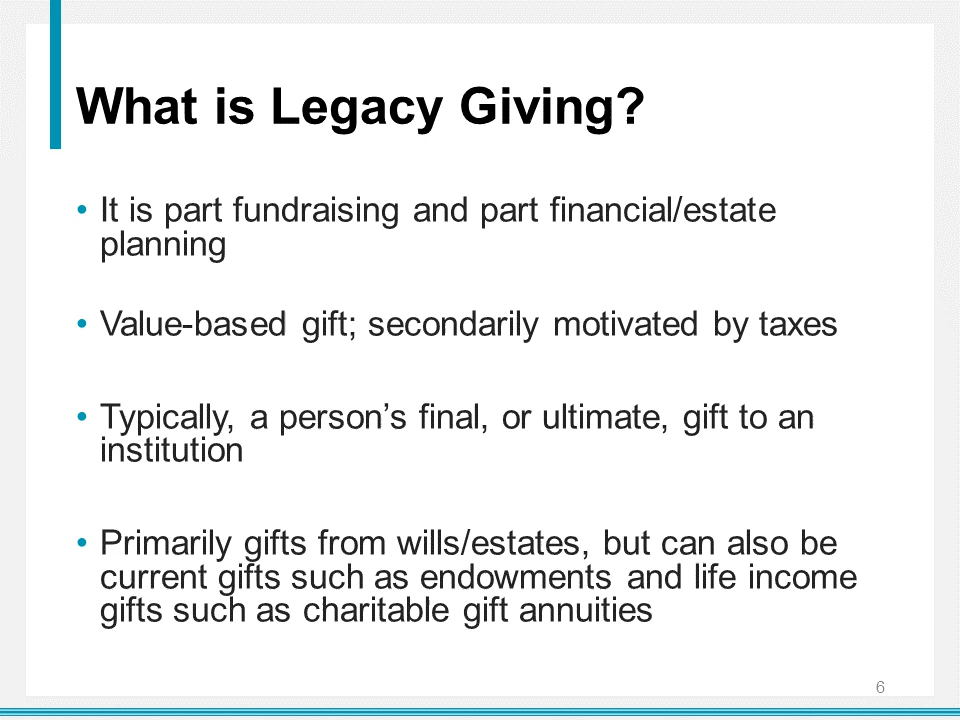 What is Legacy Giving?
• It is part fundraising and part financial/estate
planning
• Value-based gift; secondarily motivated by taxes
• Typically, a person’s final, or ultimate, gift to an
institution
• Primarily gifts from wills/estates, but can also be
current gifts such as endowments and life income
gifts such as charitable gift annuities
6